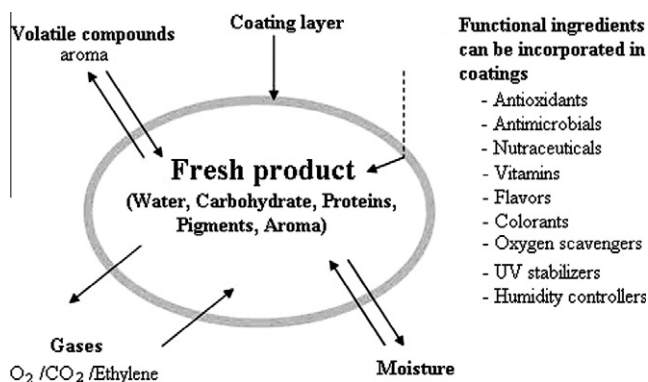 Volatile compounds
aroma
Coating layer
Fresh product
(Water, Carbohydrate, Proteins,
Pigments, Aroma)
Gases
O₂ /CO₂ /Ethylene
Moisture
Functional ingredients
can be incorporated in
coatings
- Antioxidants
- Antimicrobials
- Nutraceuticals
- Vitamins
- Flavors
- Colorants
- Oxygen scavengers
- UV stabilizers
- Humidity controllers